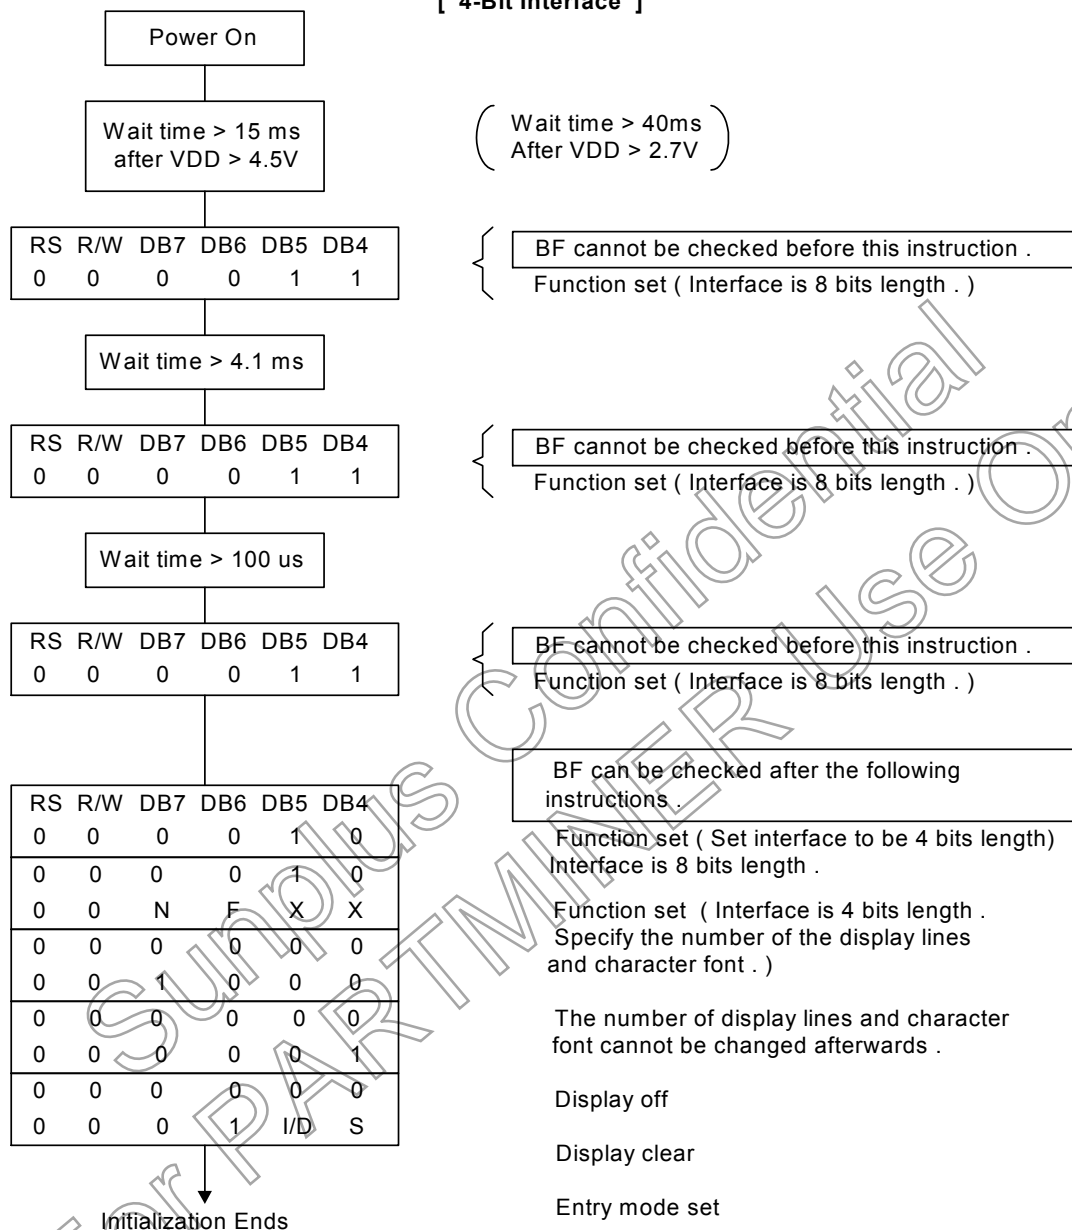 [ 4-Bit Interface ]
Power On
Wait time > 15 ms
after VDD > 4.5V
Wait time > 40ms
After VDD > 2.7V
RS R/W DB7 DB6 DB5 DB4
0 0 0 0 1 1
BF cannot be checked before this instruction .
Function set ( Interface is 8 bits length . )
Wait time > 4.1 ms
RS R/W DB7 DB6 DB5 DB4
0 0 0 0 1 1
BF cannot be checked before this instruction .
Function set ( Interface is 8 bits length . )
Wait time > 100 us
RS R/W DB7 DB6 DB5 DB4
0 0 0 0 1 1
BF cannot be checked before this instruction .
Function set ( Interface is 8 bits length . )
RS R/W DB7 DB6 DB5 DB4
0 0 0 0 1 0
0 0 0 0 1 0
0 0 N F X X
0 0 0 0 0 0
0 0 1 0 0 0
0 0 0 0 0 0
0 0 0 0 0 1
0 0 0 0 0 0
0 0 0 1 I/D S
BF can be checked after the following
instructions .
Function set ( Set interface to be 4 bits length)
Interface is 8 bits length .
Function set ( Interface is 4 bits length .
Specify the number of the display lines
and character font . )
The number of display lines and character
font cannot be changed afterwards .
Display off
Display clear
Entry mode set
Initialization Ends
Sunplus Confidential
For PARTMINER Use